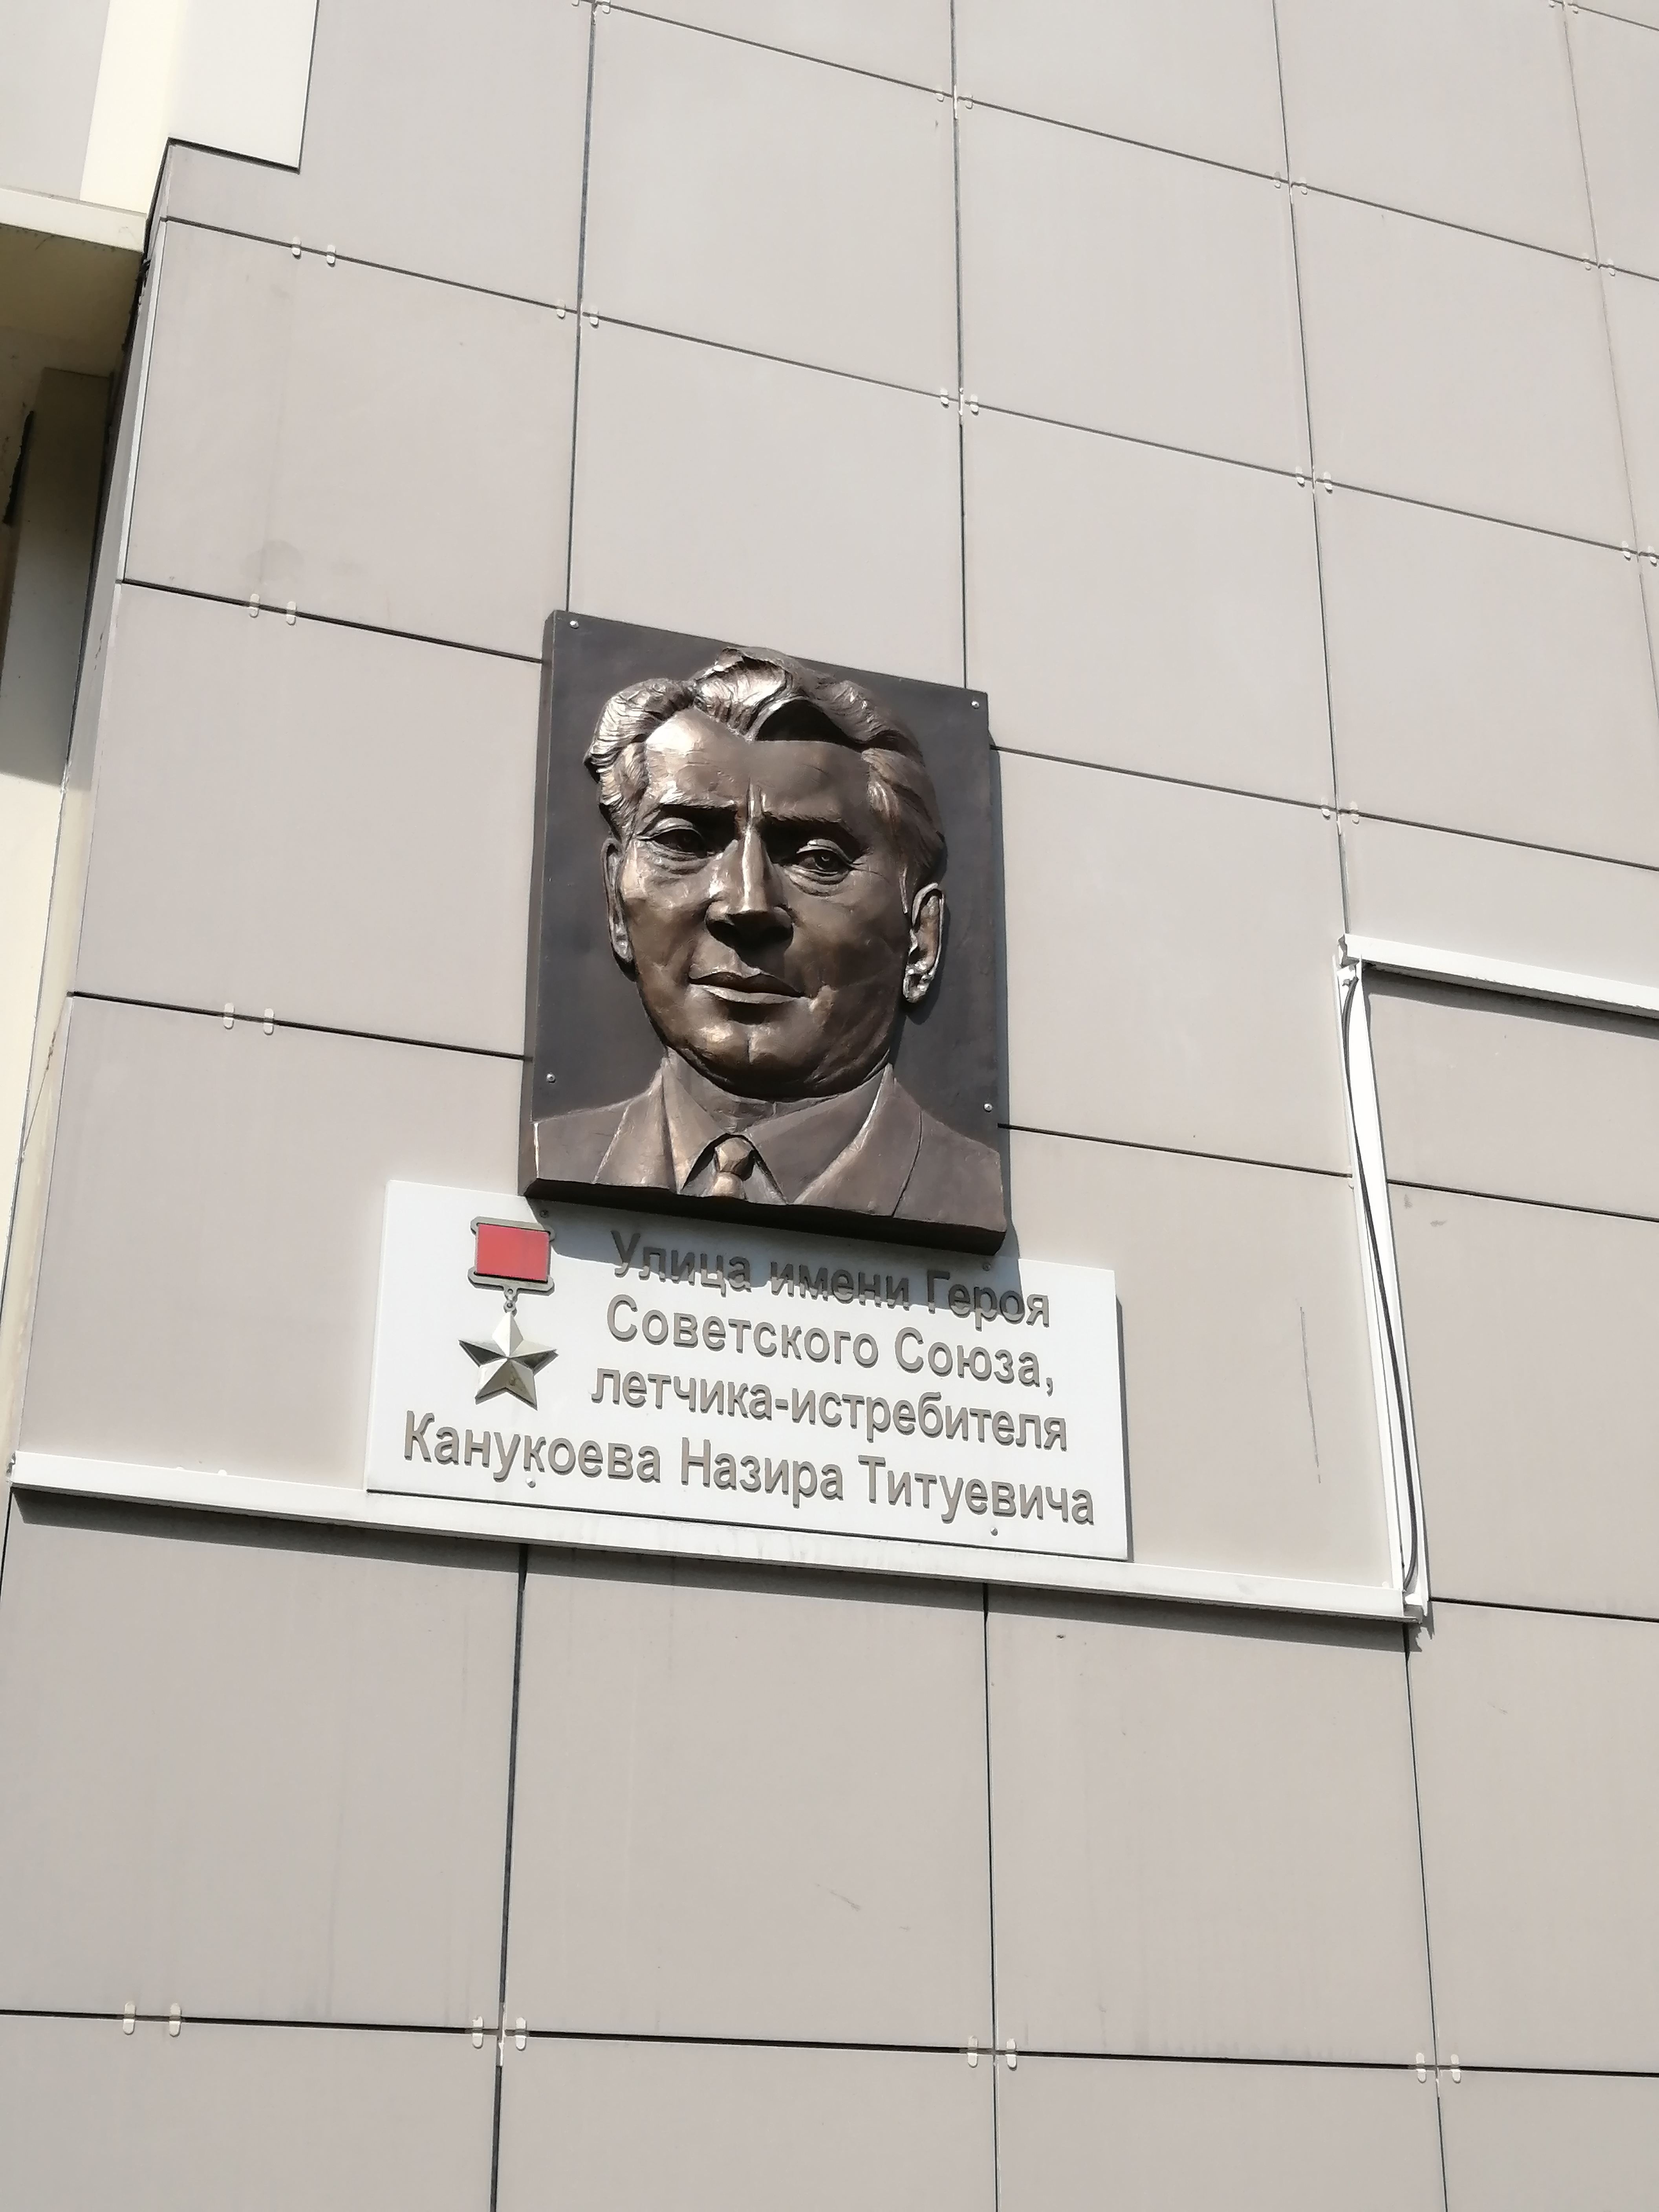 Улица имени Героя
Советского Союза,
летчика-истребителя
Канукоева Назира Титуевича